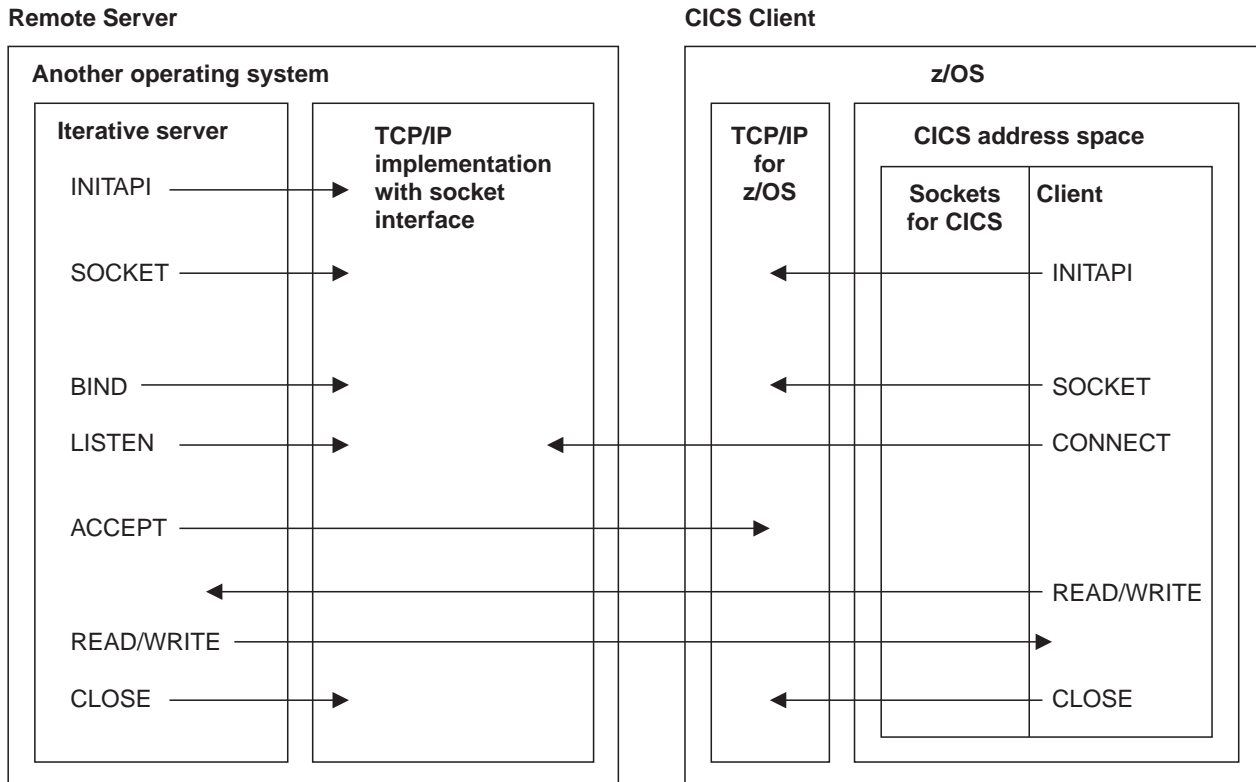 Remote Server
CICS Client
Another operating system
z/OS
Iterative server
TCP/IP
implementation
with socket
interface
TCP/IP
for
z/OS
CICS address space
Sockets
for CICS
Client
INITAPI
SOCKET
BIND
LISTEN
ACCEPT
READ/WRITE
CLOSE
INITAPI
SOCKET
CONNECT
READ/WRITE
CLOSE